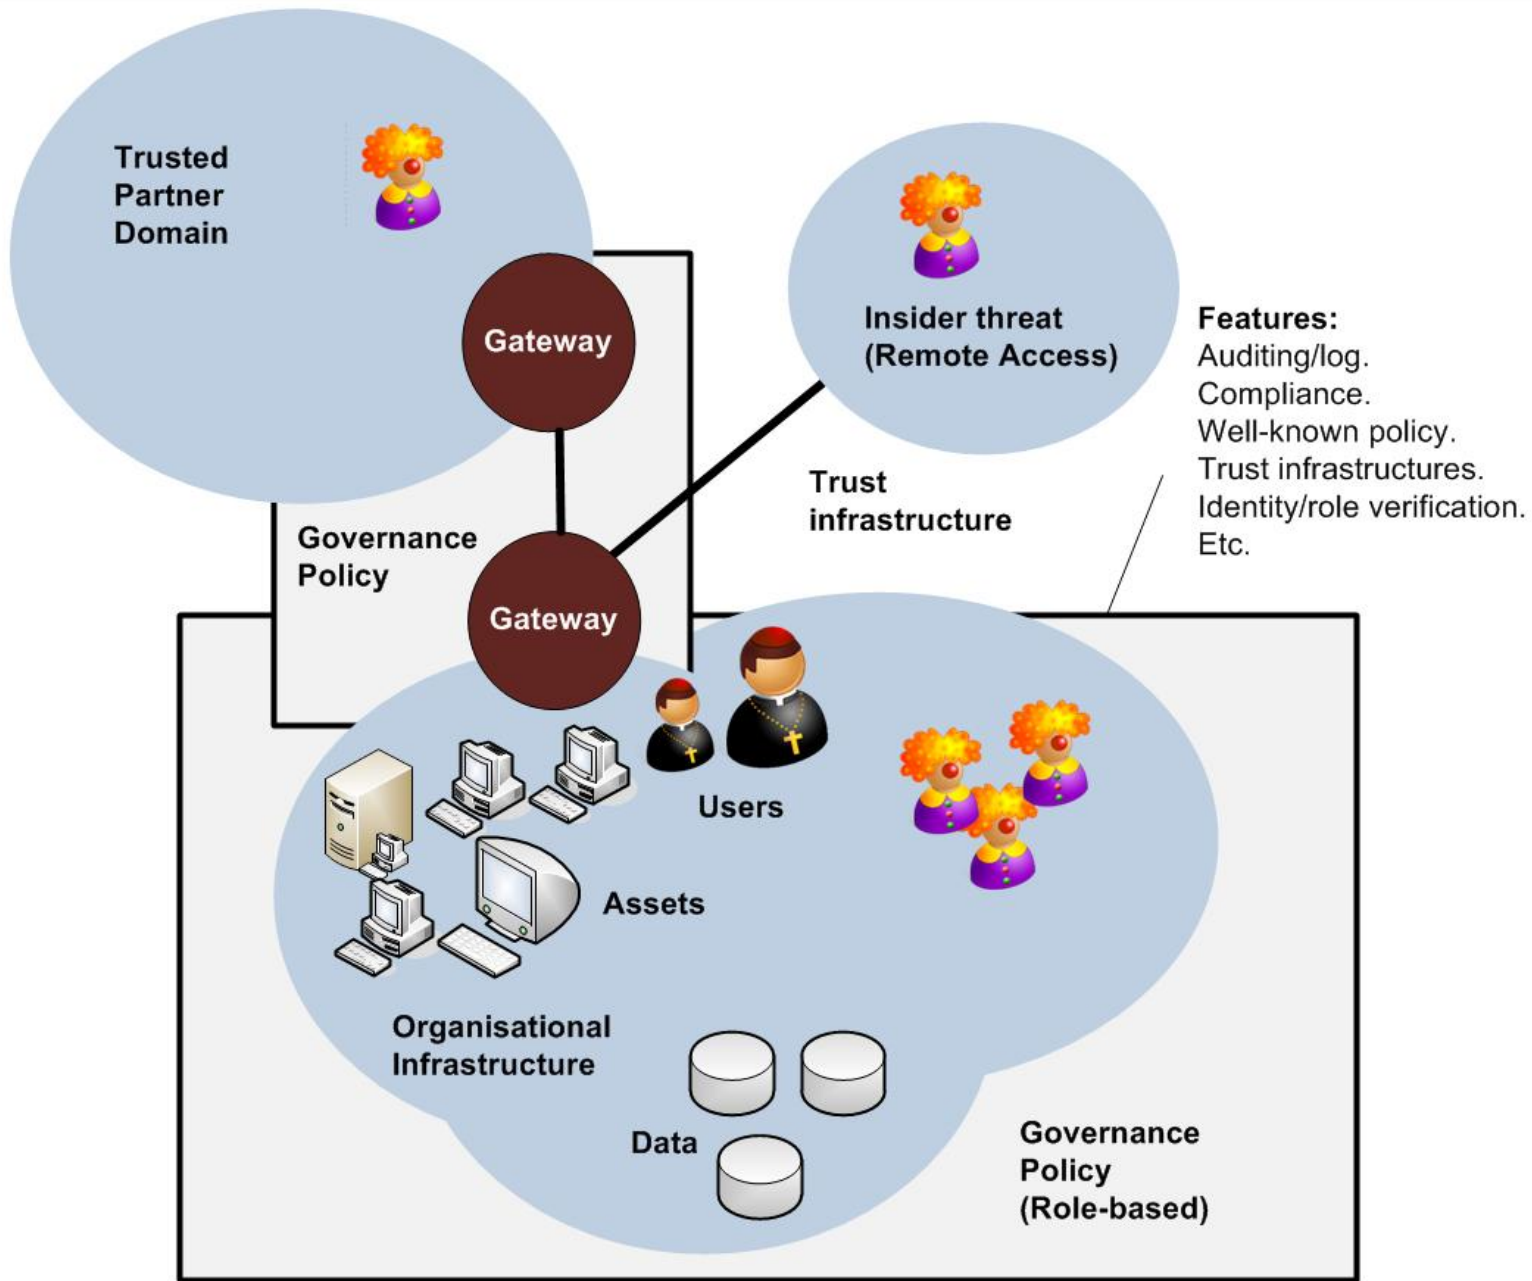 Trusted
Partner
Domain
Gateway
Insider threat
(Remote Access)
Features:
Auditing/log.
Compliance.
Well-known policy.
Trust infrastructures.
Identity/role verification.
Etc.
Trust
infrastructure
Governance
Policy
Gateway
Users
Assets
Organisational
Infrastructure
Data
Governance
Policy
(Role-based)